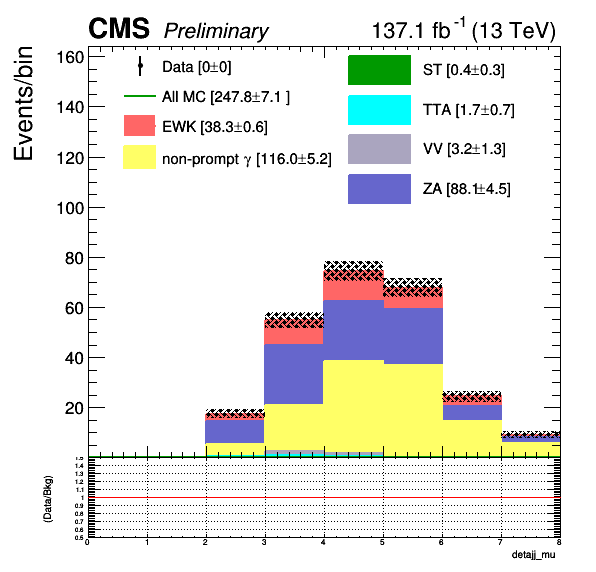 CMS Preliminary 137.1 fb⁻¹ (13 TeV)
Events/bin
160
140
120
100
80
60
40
20
Data [0±0]
All MC [247.8±7.1 ]
EWK [38.3±0.6]
non-prompt γ [116.0±5.2]
ST [0.4±0.3]
TTA [1.7±0.7]
VV [3.2±1.3]
ZA [88.1±4.5]
(Data/Bkg)
1.5
1.4
1.3
1.2
1.1
1
0.9
0.8
0.7
0.6
0.5
0 1 2 3 4 5 6 7 8
detajj_mu